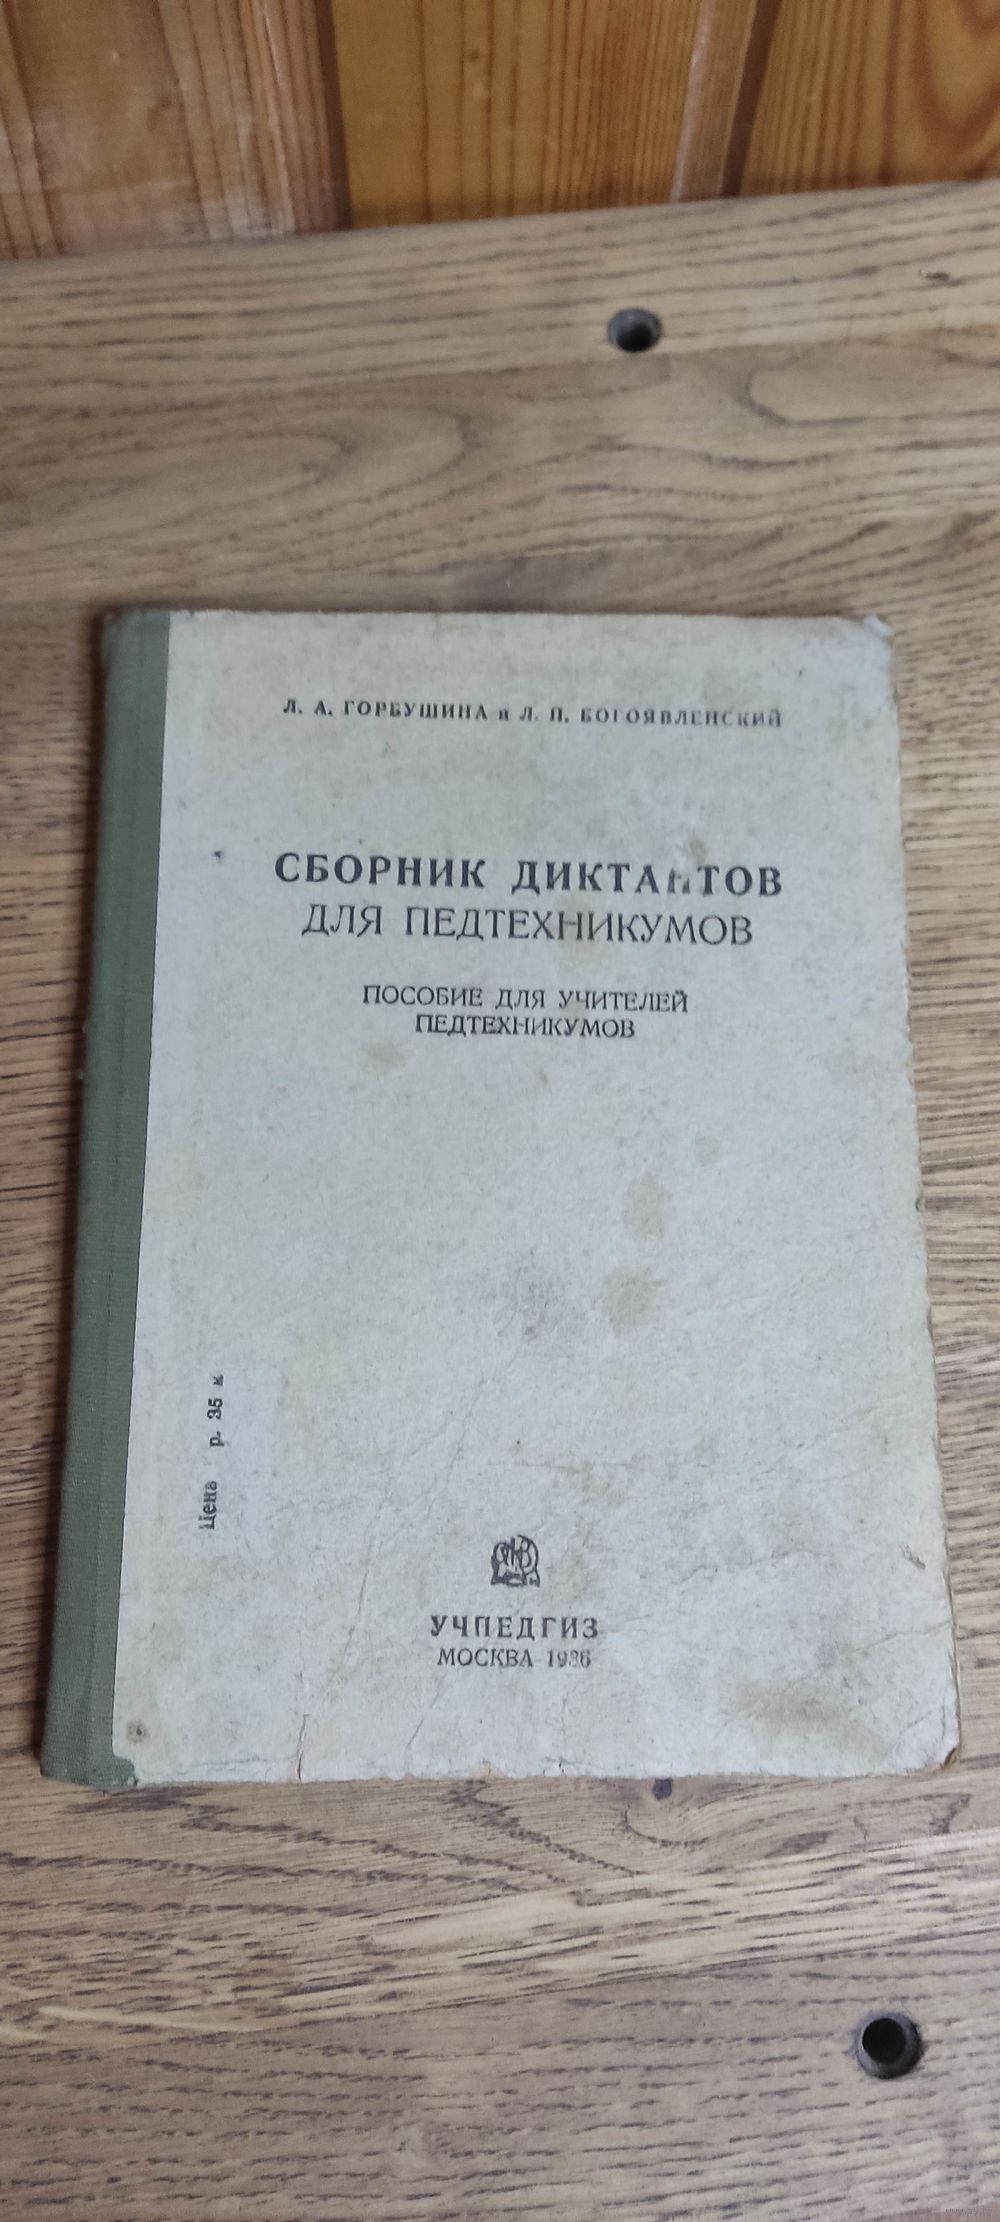 Л. А. ГОРБУШИНА и Л. П. БОГОЯВЛЕНСКИЙ
СБОРНИК ДИКТАНТОВ
ДЛЯ ПЕДТЕХНИКУМОВ
ПОСОБИЕ ДЛЯ УЧИТЕЛЕЙ
ПЕДТЕХНИКУМОВ
Цена р. 35 к
УЧПЕДГИЗ
МОСКВА 1936